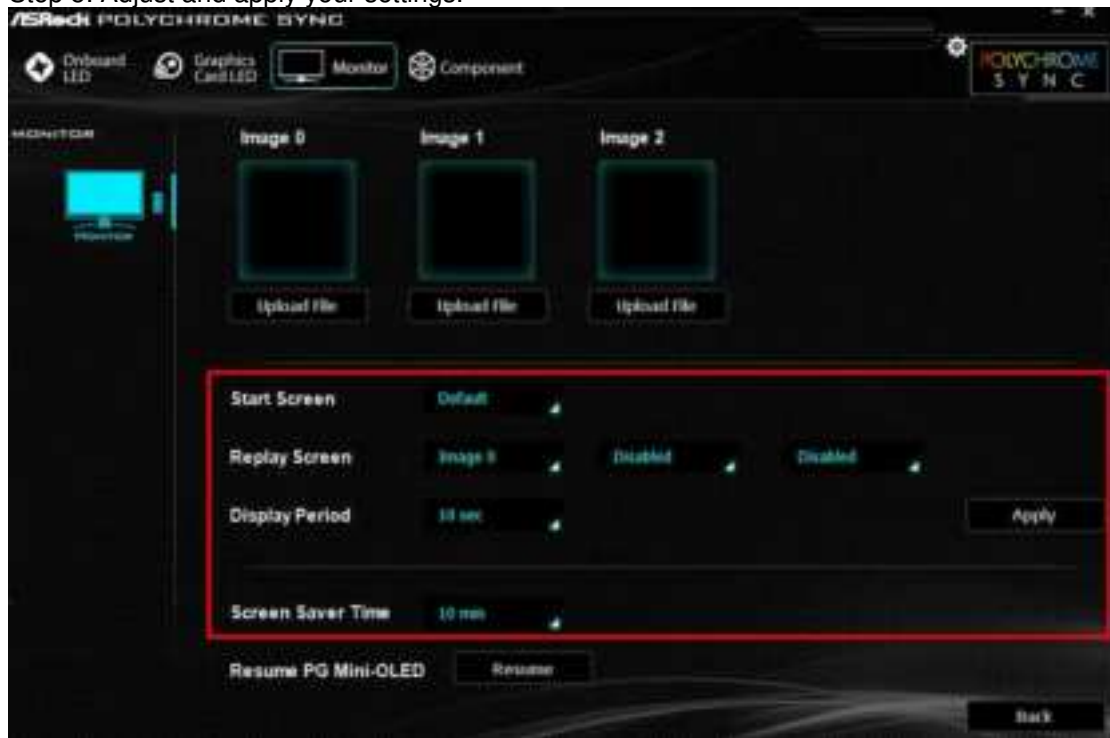 Step 5. Adjust and apply your settings.
ASRock POLYCHROME SYNC
Onboard LED Graphics Card LED Monitor Component
POLYCHROME SYNC
MONITOR
Image 0 Image 1 Image 2
MONITOR
Upload File Upload File Upload File
Start Screen Default
Replay Screen Image 0 Disabled Disabled
Display Period 10 sec Apply
Screen Saver Time 10 min
Resume PG Mini-OLED Resume
Back